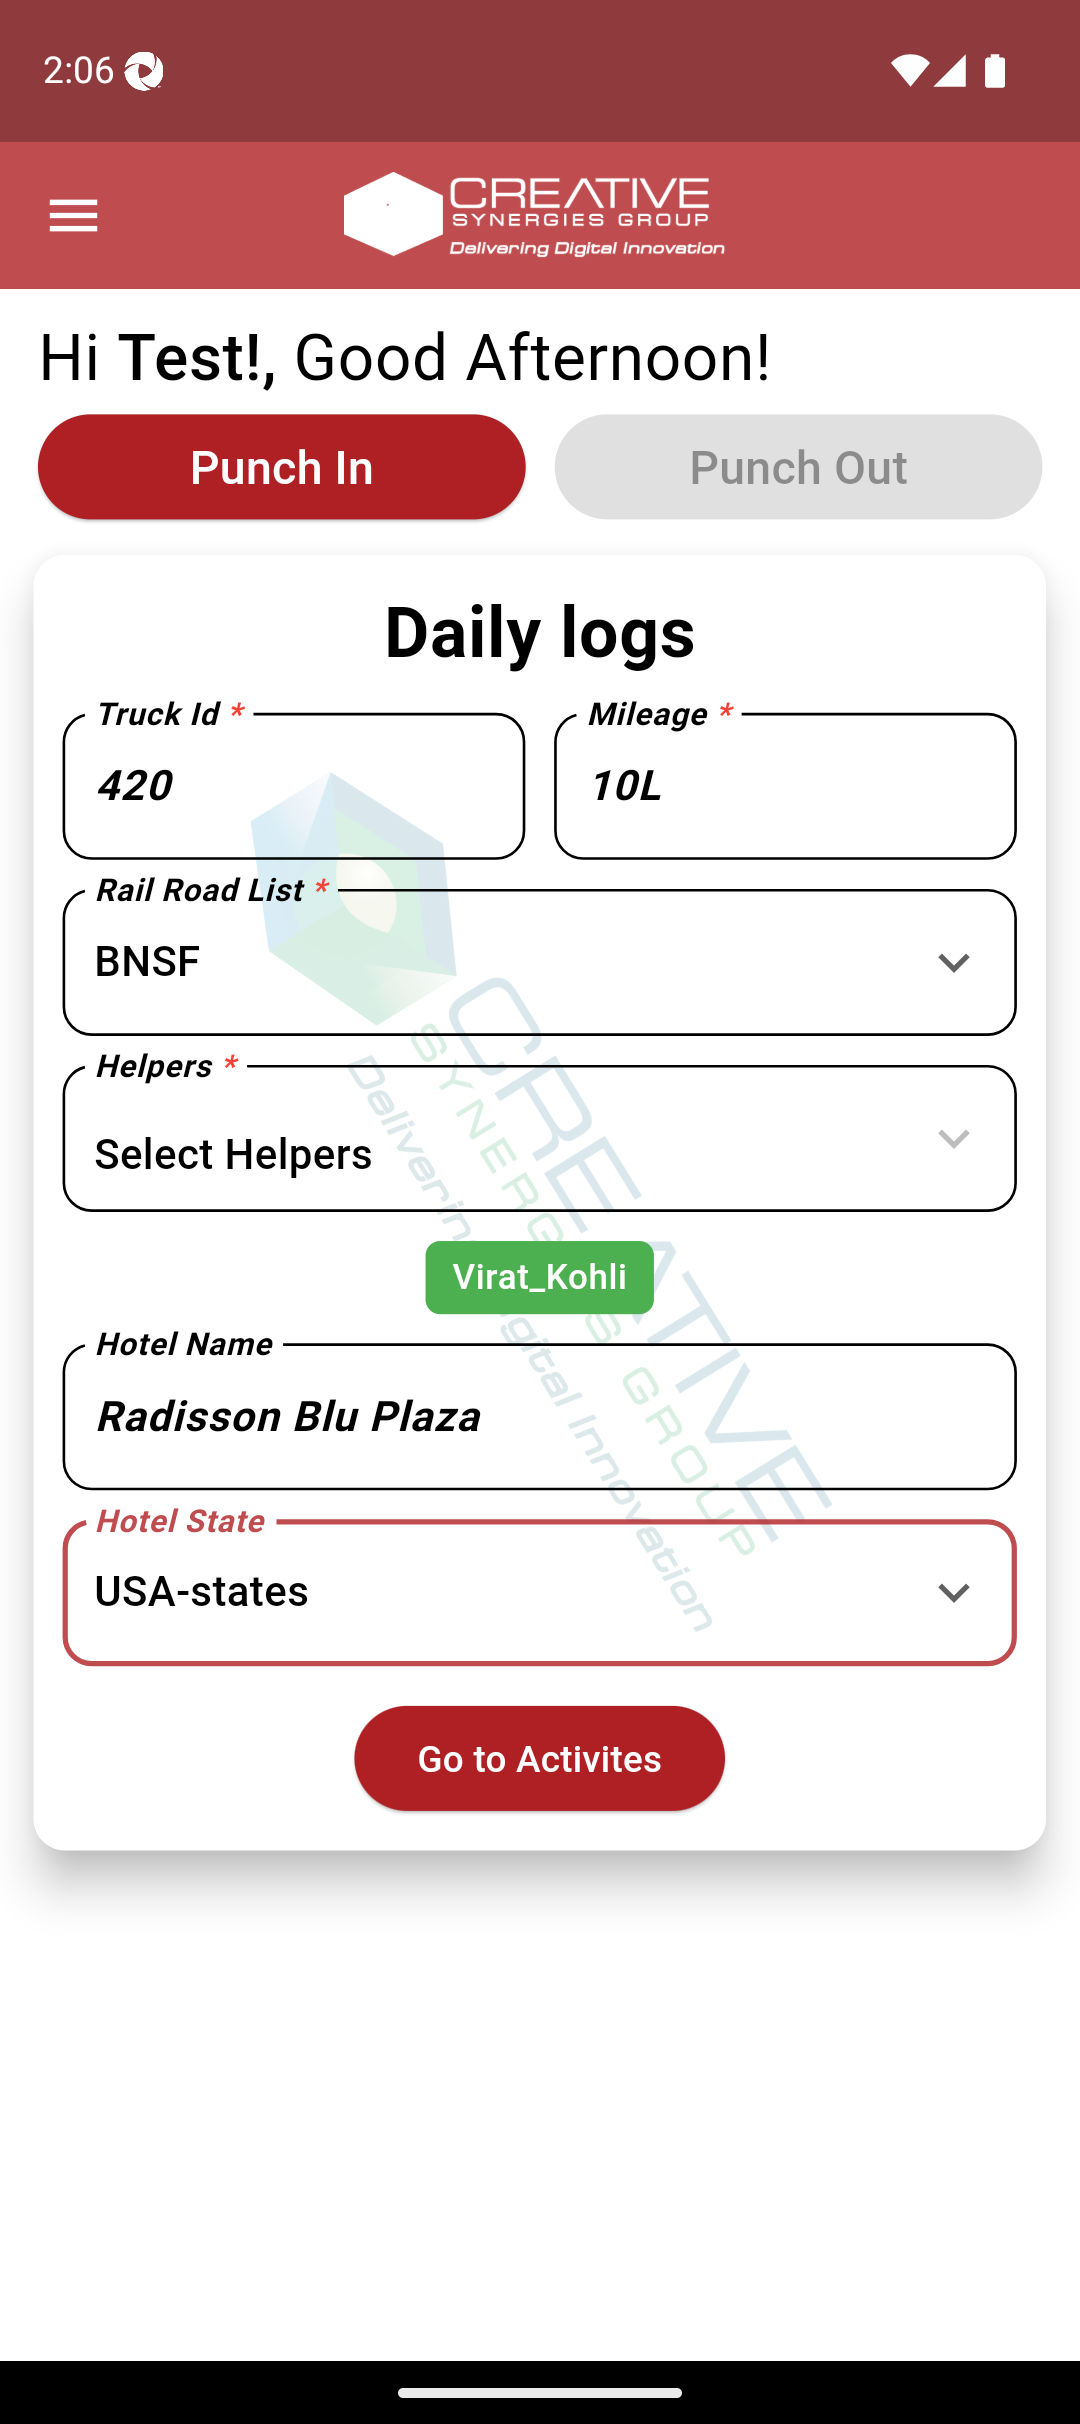 2:06
CREATIVE
SYNERGIES GROUP
Delivering Digital Innovation
Hi Test!, Good Afternoon!
Punch In
Punch Out
Daily logs
Truck Id *
420
Mileage *
10L
Rail Road List *
BNSF
Helpers *
Select Helpers
Virat_Kohli
Hotel Name
Radisson Blu Plaza
Hotel State
USA-states
Go to Activites
CREATIVE
SYNERGIES GROUP
Delivering Digital Innovation